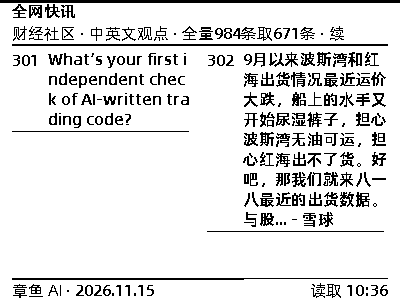 全网快讯
财经社区 · 中英文观点 · 全量984条取671条 · 续
301 What's your first i
ndependent chec
k of AI-written tra
ding code?
302 9月以来波斯湾和红
海出货情况最近运价
大跌，船上的水手又
开始尿湿裤子，担心
波斯湾无油可运，担
心红海出不了货。好
吧，那我们就来八一
八最近的出货数据。
与股... - 雪球
章鱼 AI · 2026.11.15
读取 10:36